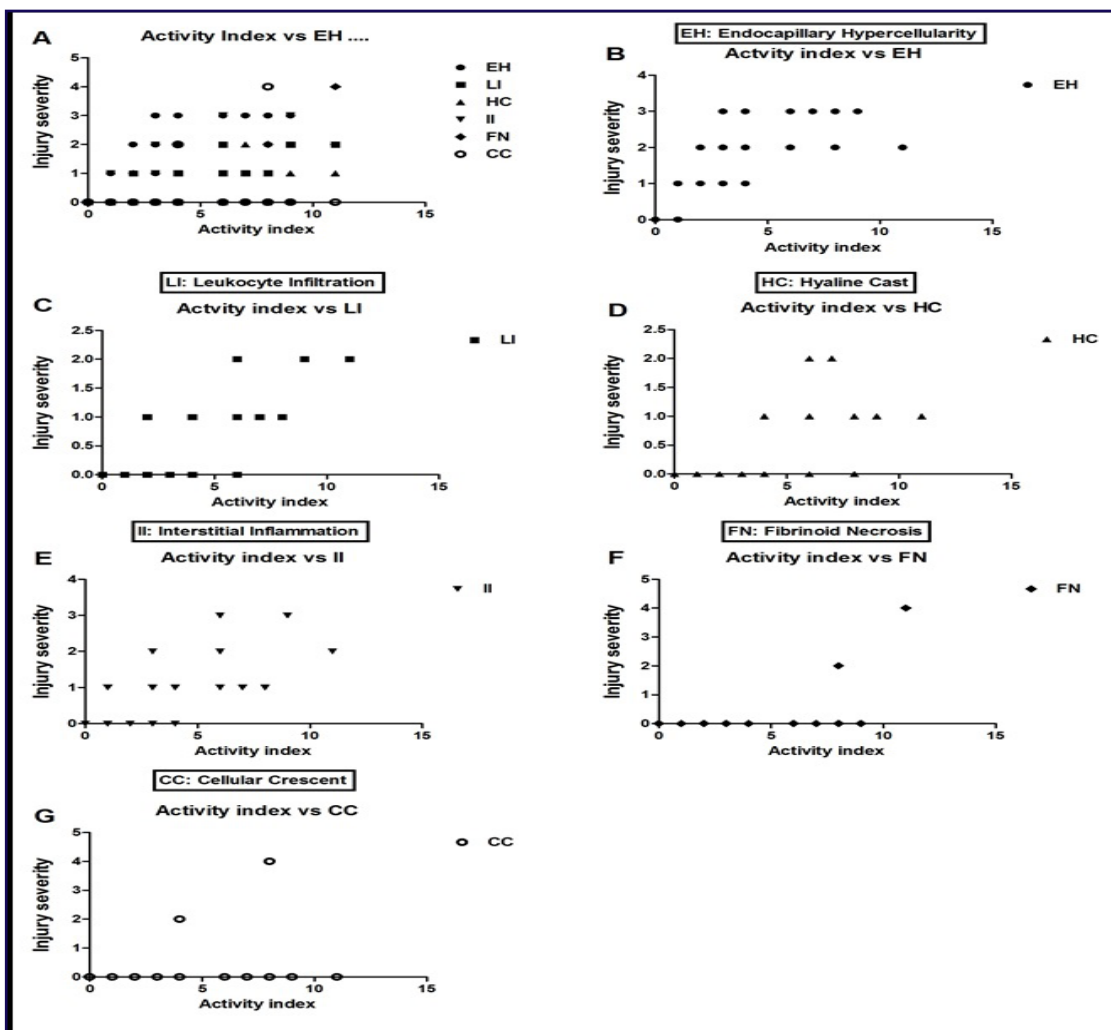 A
Activity Index vs EH ....
Injury severity
5
4
3
2
1
0
0
5
10
15
Activity index
EH
LI
HC
II
FN
CC
EH: Endocapillary Hypercellularity
B
Actvity index vs EH
Injury severity
4
3
2
1
0
0
5
10
15
Activity index
EH
LI: Leukocyte Infiltration
C
Actvity index vs LI
Injury severity
2.5
2.0
1.5
1.0
0.5
0.0
0
5
10
15
Activity index
LI
HC: Hyaline Cast
D
Activity index vs HC
Injury severity
2.5
2.0
1.5
1.0
0.5
0.0
0
5
10
15
Activity index
HC
II: Interstitial Inflammation
E
Activity index vs II
Injury severity
4
3
2
1
0
0
5
10
15
Activity index
II
FN: Fibrinoid Necrosis
F
Activity index vs FN
Injury severity
5
4
3
2
1
0
0
5
10
15
Activity index
FN
CC: Cellular Crescent
G
Activity index vs CC
Injury severity
5
4
3
2
1
0
0
5
10
15
Activity index
CC